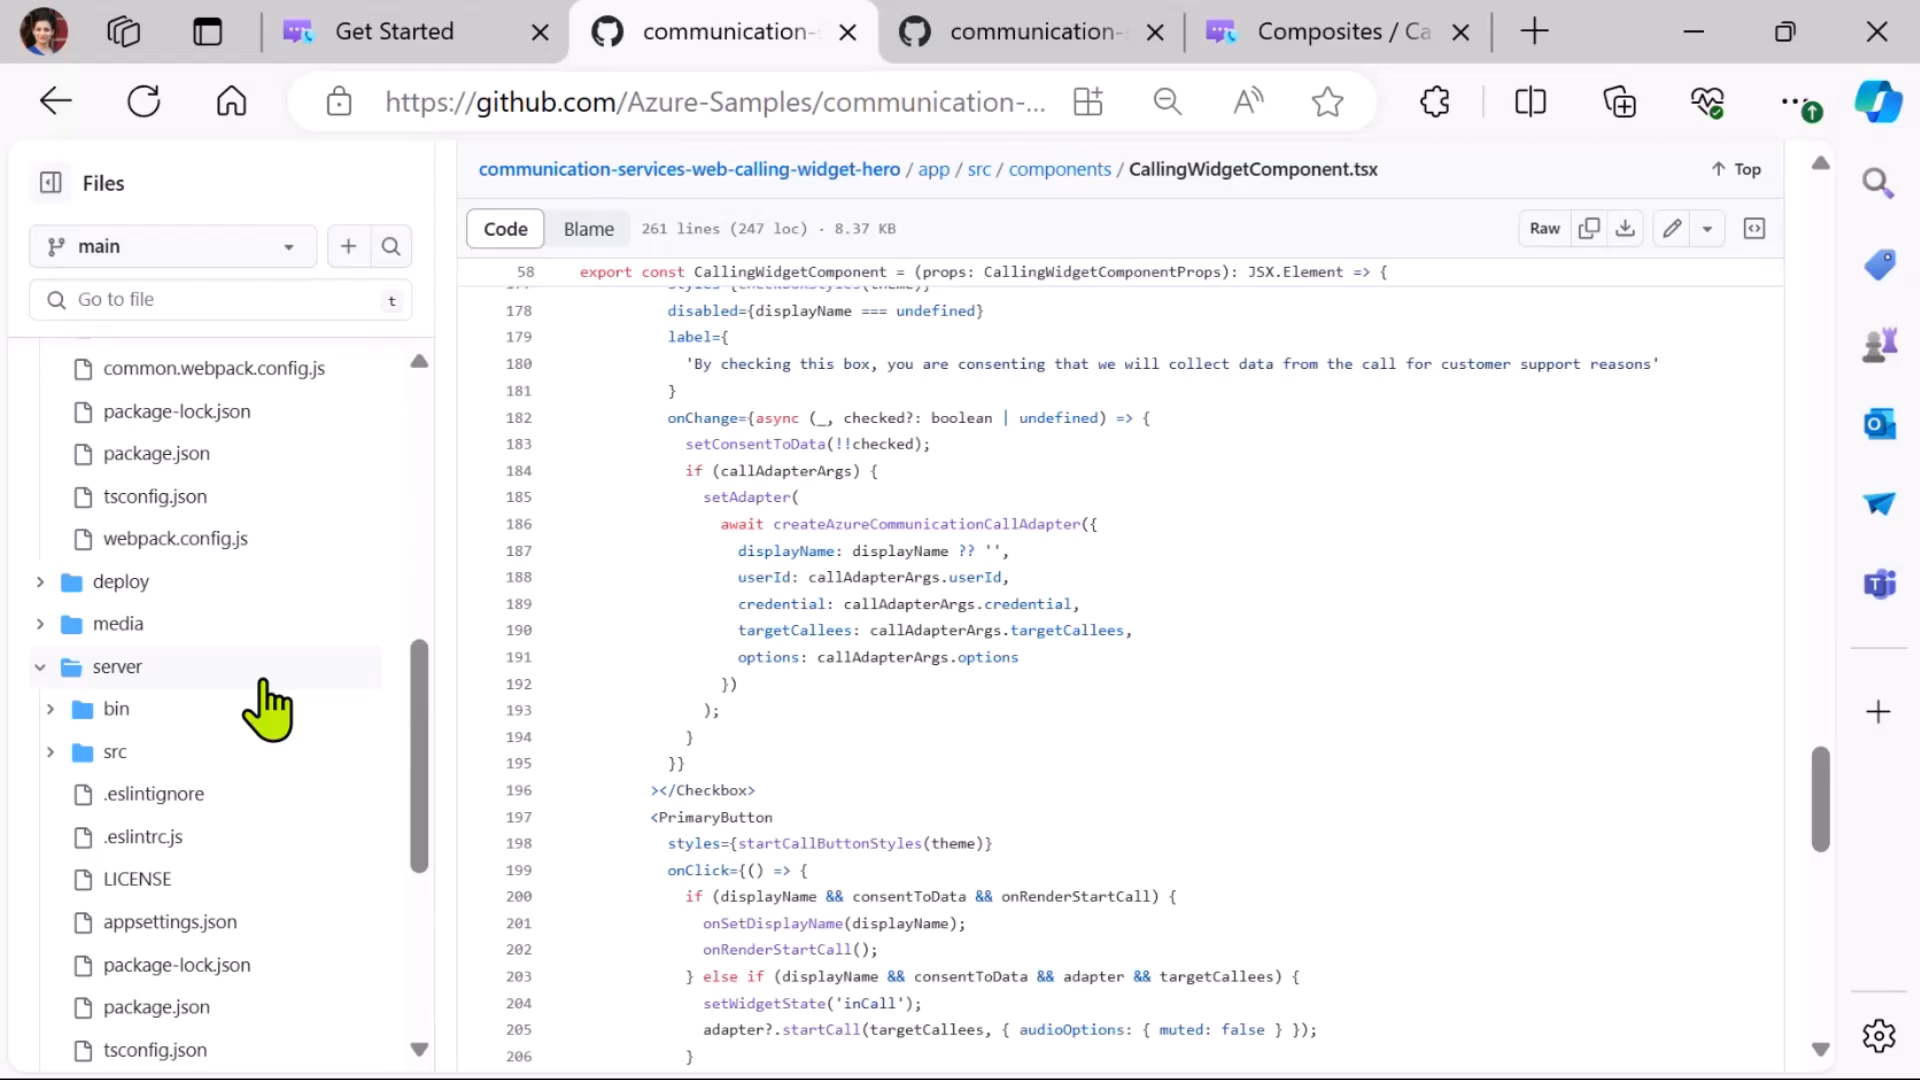 Get Started
communication-
communication-
Composites / Ca
https://github.com/Azure-Samples/communication-...
Files
main
Go to file
t
common.webpack.config.js
package-lock.json
package.json
tsconfig.json
webpack.config.js
deploy
media
server
bin
src
.eslintignore
.eslintrc.js
LICENSE
appsettings.json
package-lock.json
package.json
tsconfig.json
communication-services-web-calling-widget-hero / app / src / components / CallingWidgetComponent.tsx
Top
Code
Blame
261 lines (247 loc) · 8.37 KB
Raw
58 export const CallingWidgetComponent = (props: CallingWidgetComponentProps): JSX.Element => {
177 styles={checkboxStyles(theme)}
178 disabled={displayName === undefined}
179 label={
180 'By checking this box, you are consenting that we will collect data from the call for customer support reasons'
181 }
182 onChange={async (_, checked?: boolean | undefined) => {
183 setConsentToData(!!checked);
184 if (callAdapterArgs) {
185 setAdapter(
186 await createAzureCommunicationCallAdapter({
187 displayName: displayName ?? '',
188 userId: callAdapterArgs.userId,
189 credential: callAdapterArgs.credential,
190 targetCallees: callAdapterArgs.targetCallees,
191 options: callAdapterArgs.options
192 })
193 );
194 }
195 }}
196 ></Checkbox>
197 <PrimaryButton
198 styles={startCallButtonStyles(theme)}
199 onClick={() => {
200 if (displayName && consentToData && onRenderStartCall) {
201 onSetDisplayName(displayName);
202 onRenderStartCall();
203 } else if (displayName && consentToData && adapter && targetCallees) {
204 setWidgetState('inCall');
205 adapter?.startCall(targetCallees, { audioOptions: { muted: false } });
206 }